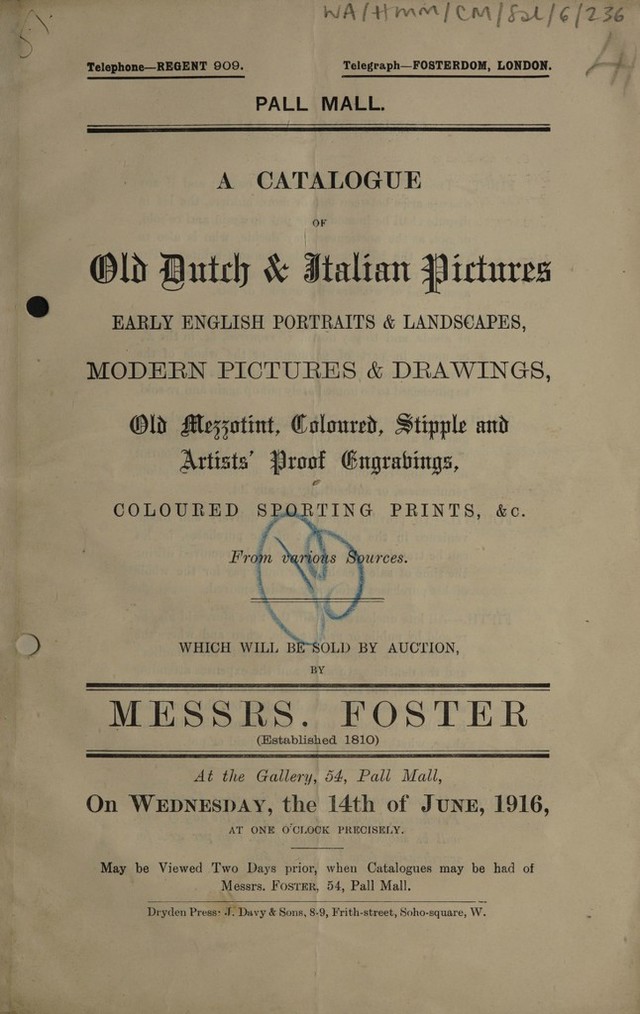 WA/HMM/CM/Sal/6/236
Telephone—REGENT 909.
Telegraph—FOSTERDOM, LONDON.
PALL MALL.
A CATALOGUE
OF
Old Dutch & Italian Pictures
EARLY ENGLISH PORTRAITS & LANDSCAPES,
MODERN PICTURES & DRAWINGS,
Old Mezzotint, Coloured, Stipple and
Artists' Proof Engravings,
COLOURED SPORTING PRINTS, &c.
From various Sources.
WHICH WILL BE SOLD BY AUCTION,
BY
MESSRS. FOSTER
(Established 1810)
At the Gallery, 54, Pall Mall,
On WEDNESDAY, the 14th of JUNE, 1916,
AT ONE O'CLOCK PRECISELY.
May be Viewed Two Days prior, when Catalogues may be had of
Messrs. FOSTER, 54, Pall Mall.
Dryden Press: J. Davy & Sons, 8-9, Frith-street, Soho-square, W.